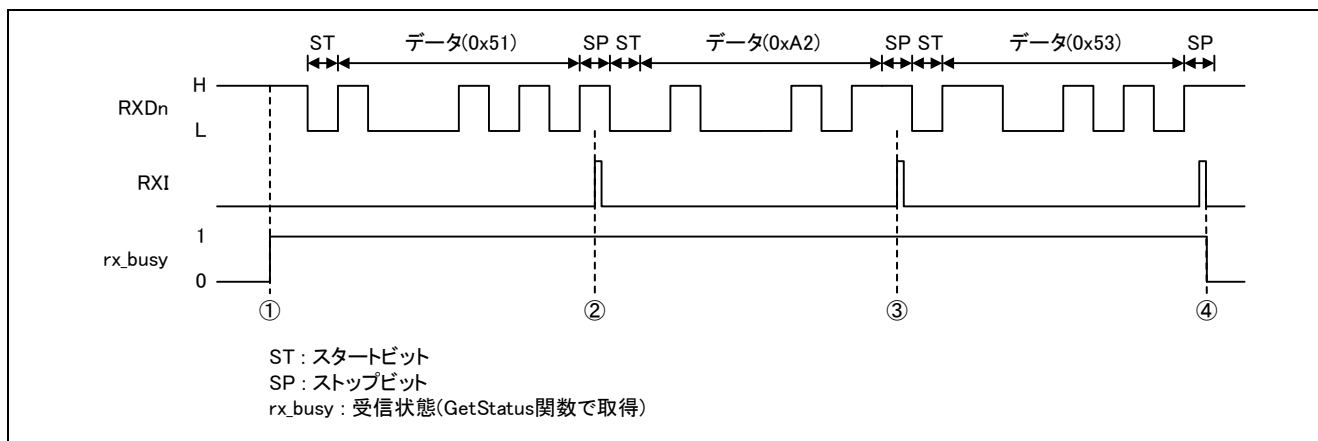 ST データ(0x51) SP ST データ(0xA2) SP ST データ(0x53) SP
H
RXDn
L
RXI
1
rx_busy
0
① ② ③ ④
ST : スタートビット
SP : ストップビット
rx_busy : 受信状態(GetStatus関数で取得)